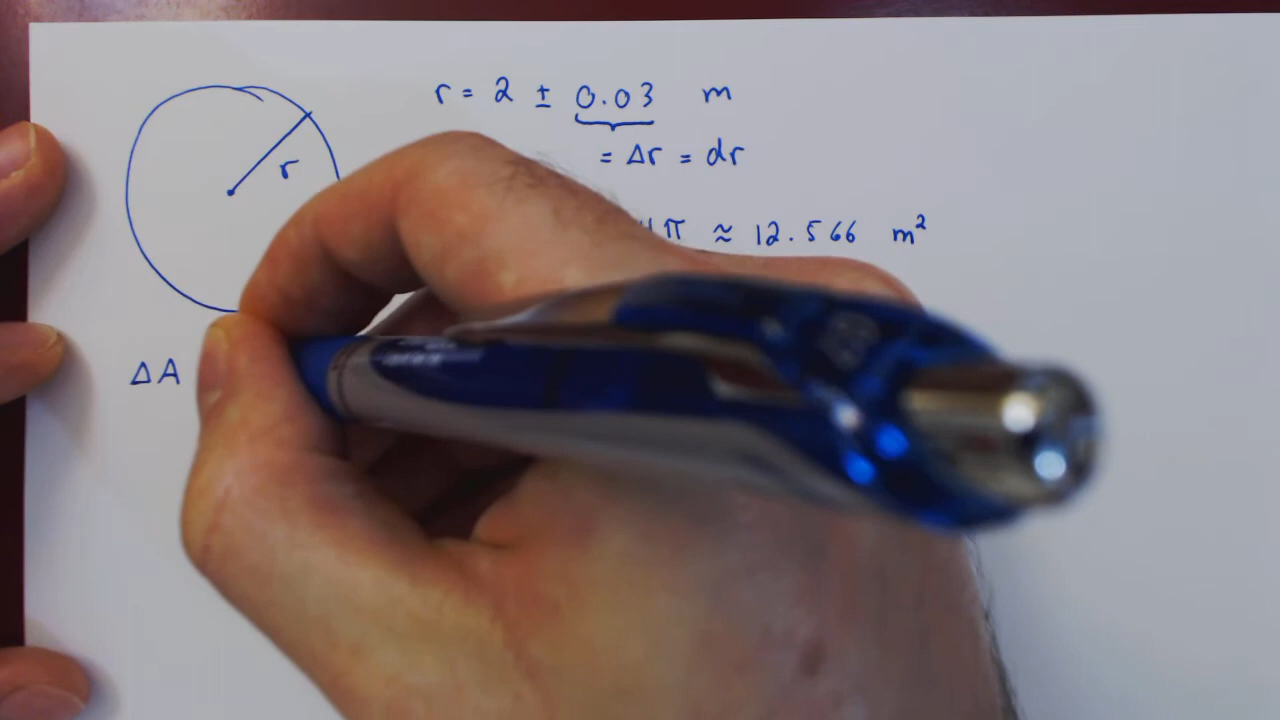 r = 2 ± 0.03 m
= Δr = dr
r
π ≈ 12.566 m²
ΔA